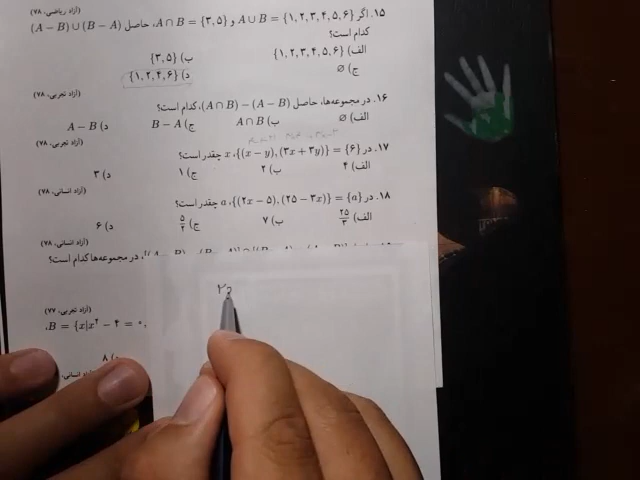 ۱۵. اگر A ∪ B = {۱,۲,۳,۴,۵,۶} و A ∩ B = {۳,۵}، حاصل (A − B) ∪ (B − A) (آزاد ریاضی، ۷۸)
کدام است؟
الف) {۱,۲,۳,۴,۵,۶} ب) {۳,۵}
ج) ∅ د) {۱,۲,۴,۶}
(آزاد تجربی، ۷۸)
۱۶. در مجموعه‌ها، حاصل (A ∩ B) − (A − B)، کدام است؟
الف) ∅ ب) A ∩ B ج) B − A د) A − B
(آزاد تجربی، ۷۸)
۱۷. در {۶} = {(x − y), (۳x + ۳y)}، x چقدر است؟
الف) ۴ ب) ۲ ج) ۱ د) ۳
(آزاد انسانی، ۷۸)
۱۸. در {a} = {(۲x − ۵), (۲۵ − ۳x)}، a چقدر است؟
الف) ۲۵/۳ ب) ۷ ج) ۵/۲ د) ۶
(آزاد انسانی، ۷۸)
، در مجموعه‌ها کدام است؟
(آزاد تجربی، ۷۷)
B = {x|x² − ۴ = ۰,
۸